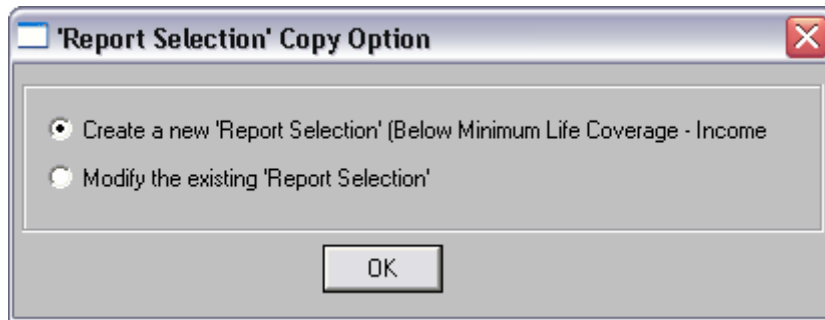 'Report Selection' Copy Option
Create a new 'Report Selection' (Below Minimum Life Coverage - Income
Modify the existing 'Report Selection'
OK